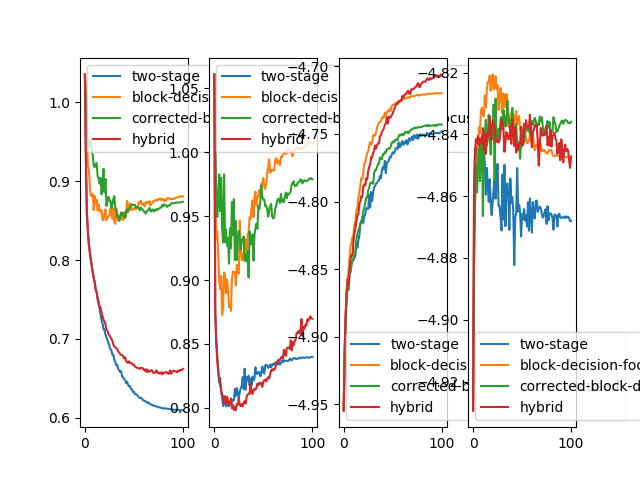 two-stage
block-decis
corrected-b
hybrid
1.0
0.9
0.8
0.7
0.6
0
100
two-stage
block-decis
corrected-b
hybrid
1.05
1.00
0.95
0.90
0.85
0.80
0
100
−4.70
−4.75
−4.80
−4.85
−4.90
−4.95
two-stage
block-decis
corrected-b
hybrid
0
100
−4.82
−4.84
−4.86
−4.88
−4.90
−4.92
two-stage
block-decision-foc
corrected-block-d
hybrid
0
100